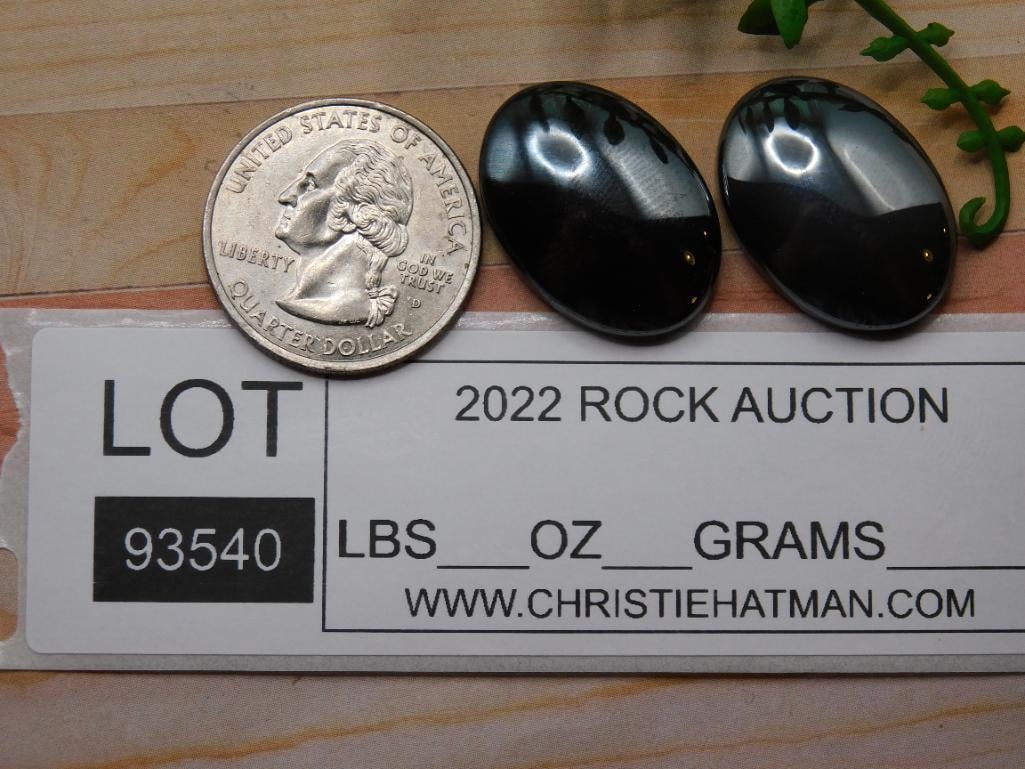 UNITED STATES OF AMERICA
LIBERTY
IN
GOD WE
TRUST
D
QUARTER DOLLAR
LOT
93540
2022 ROCK AUCTION
LBS___OZ___GRAMS_____
WWW.CHRISTIEHATMAN.COM